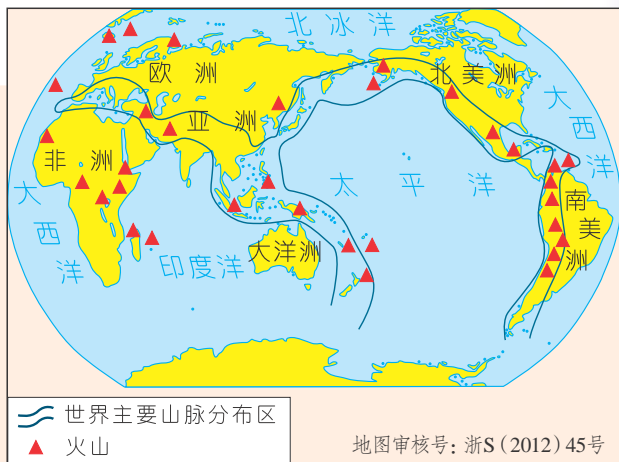 北冰洋
欧洲
北美洲
大西洋
亚洲
非洲
太平洋
大西洋
南美洲
印度洋
大洋洲
世界主要山脉分布区
火山
地图审核号：浙S（2012）45号